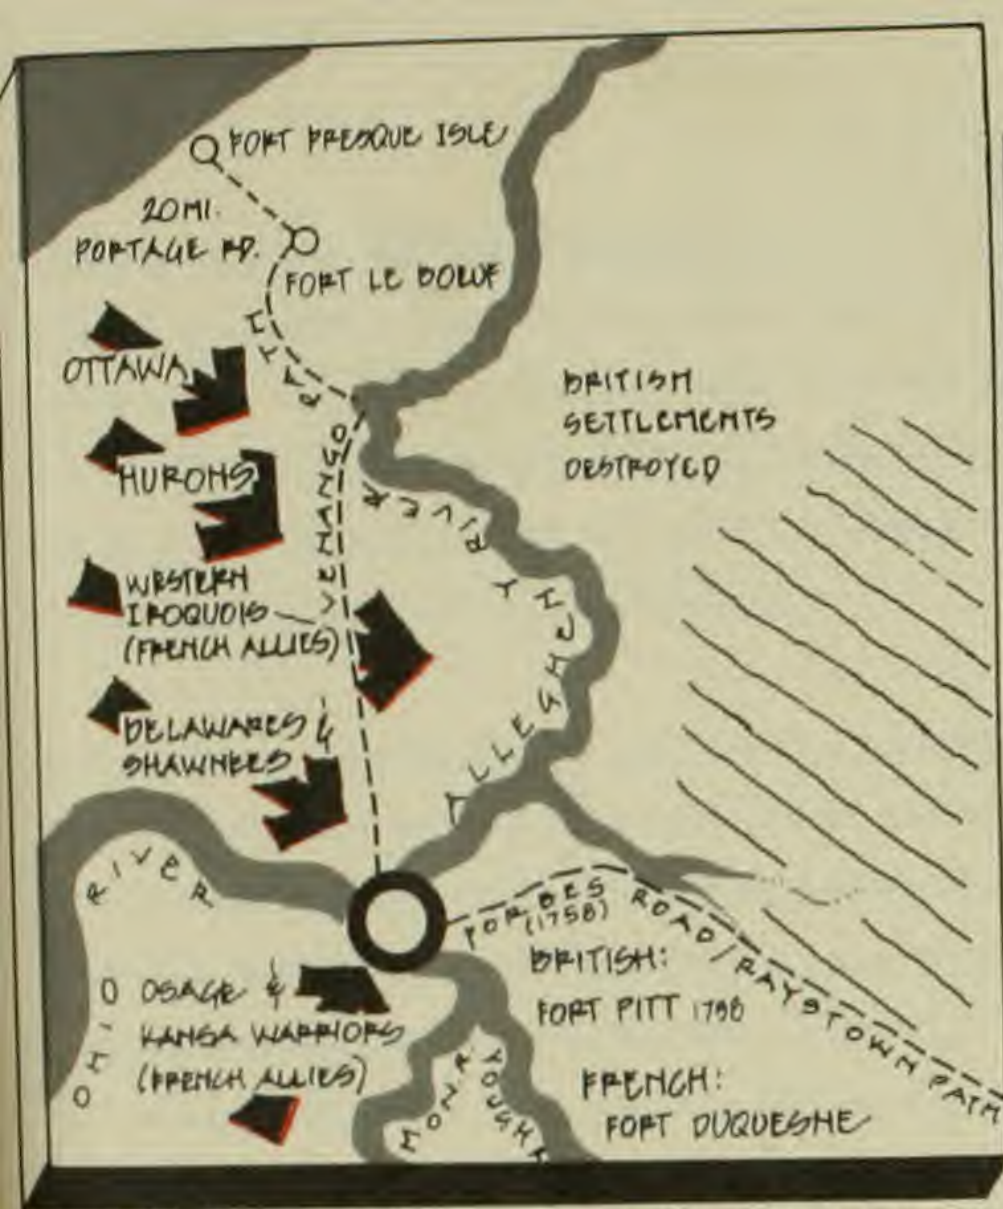 FORT PRESQUE ISLE
20 MI.
PORTAGE RD.
FORT LE BOEUF
VENANGO PATH
OTTAWA
HURONS
WESTERN
IROQUOIS
(FRENCH ALLIES)
DELAWARES &
SHAWNEES
BRITISH
SETTLEMENTS
DESTROYED
ALLEGHENY RIVER
OHIO RIVER
FORBES ROAD/RAYSTOWN PATH
(1758)
OSAGE &
KANSA WARRIORS
(FRENCH ALLIES)
BRITISH:
FORT PITT 1758
FRENCH:
FORT DUQUESNE
MON. R.
YOUGHN